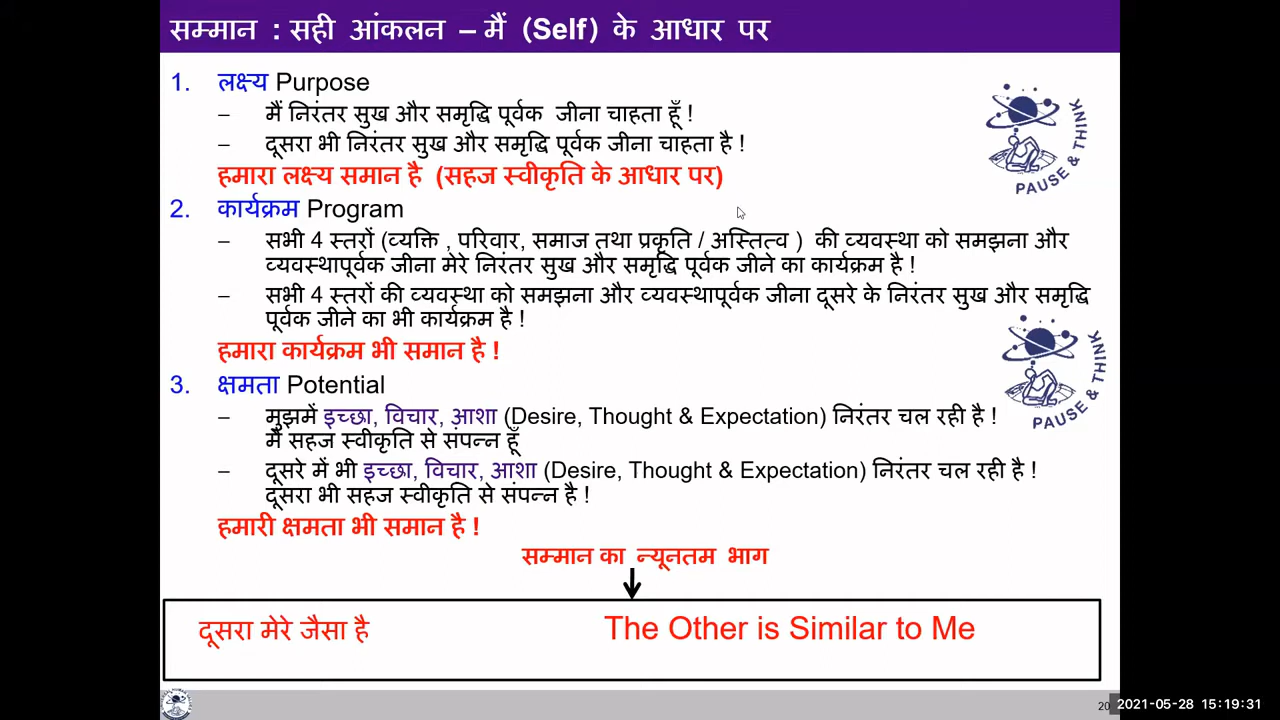 सम्मान : सही आंकलन – मैं (Self) के आधार पर
1. लक्ष्य Purpose
– मैं निरंतर सुख और समृद्धि पूर्वक जीना चाहता हूँ !
– दूसरा भी निरंतर सुख और समृद्धि पूर्वक जीना चाहता है !
हमारा लक्ष्य समान है (सहज स्वीकृति के आधार पर)
PAUSE & THINK
2. कार्यक्रम Program
– सभी 4 स्तरों (व्यक्ति , परिवार, समाज तथा प्रकृति / अस्तित्व ) की व्यवस्था को समझना और
व्यवस्थापूर्वक जीना मेरे निरंतर सुख और समृद्धि पूर्वक जीने का कार्यक्रम है !
– सभी 4 स्तरों की व्यवस्था को समझना और व्यवस्थापूर्वक जीना दूसरे के निरंतर सुख और समृद्धि
पूर्वक जीने का भी कार्यक्रम है !
हमारा कार्यक्रम भी समान है !
PAUSE & THINK
3. क्षमता Potential
– मुझमें इच्छा, विचार, आशा (Desire, Thought & Expectation) निरंतर चल रही है !
मैं सहज स्वीकृति से संपन्न हूँ
– दूसरे में भी इच्छा, विचार, आशा (Desire, Thought & Expectation) निरंतर चल रही है !
दूसरा भी सहज स्वीकृति से संपन्न है !
हमारी क्षमता भी समान है !
सम्मान का न्यूनतम भाग
दूसरा मेरे जैसा है The Other is Similar to Me
20
2021-05-28 15:19:31